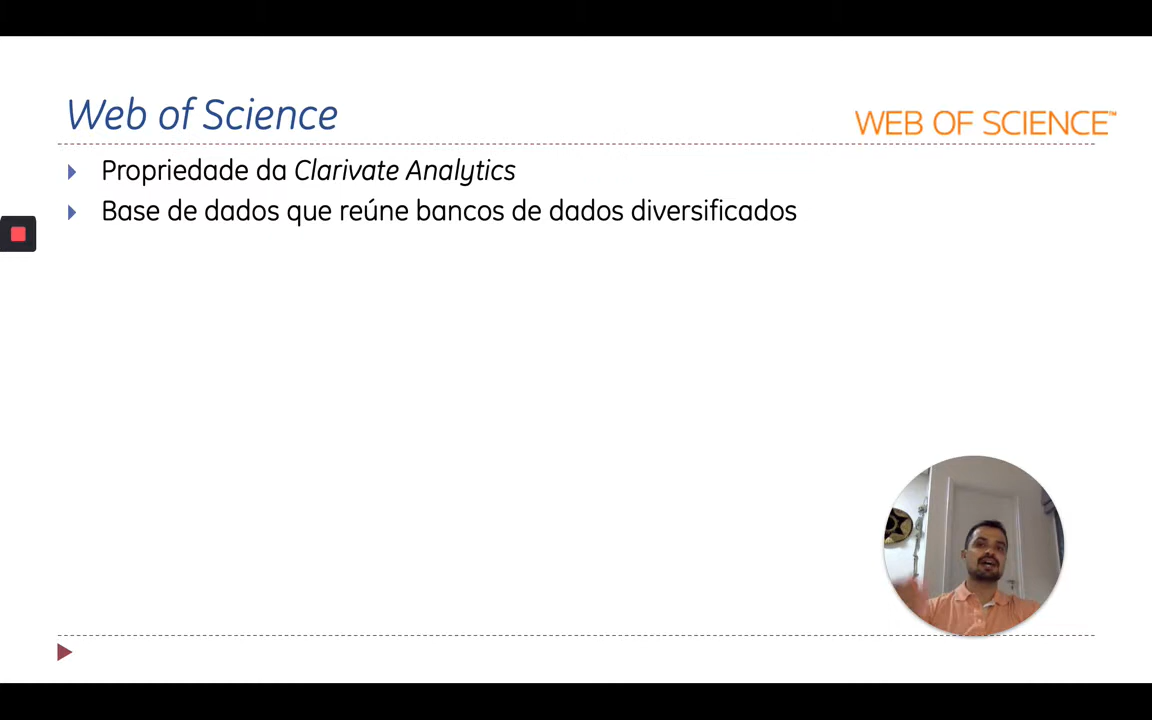 Web of Science
WEB OF SCIENCE™
Propriedade da Clarivate Analytics
Base de dados que reúne bancos de dados diversificados